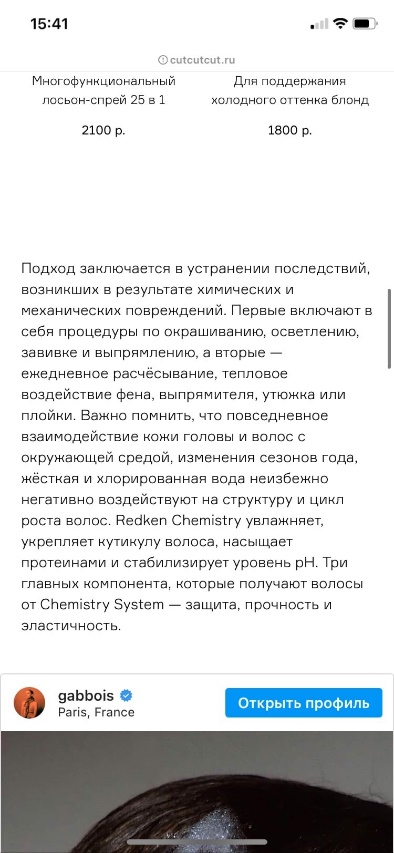 15:41
cutcutcut.ru
Многофункциональный
лосьон-спрей 25 в 1
2100 р.
Для поддержания
холодного оттенка блонд
1800 р.
Подход заключается в устранении последствий,
возникших в результате химических и
механических повреждений. Первые включают в
себя процедуры по окрашиванию, осветлению,
завивке и выпрямлению, а вторые —
ежедневное расчёсывание, тепловое
воздействие фена, выпрямителя, утюжка или
плойки. Важно помнить, что повседневное
взаимодействие кожи головы и волос с
окружающей средой, изменения сезонов года,
жёсткая и хлорированная вода неизбежно
негативно воздействуют на структуру и цикл
роста волос. Redken Chemistry увлажняет,
укрепляет кутикулу волоса, насыщает
протеинами и стабилизирует уровень pH. Три
главных компонента, которые получают волосы
от Chemistry System — защита, прочность и
эластичность.
gabbois
Paris, France
Открыть профиль